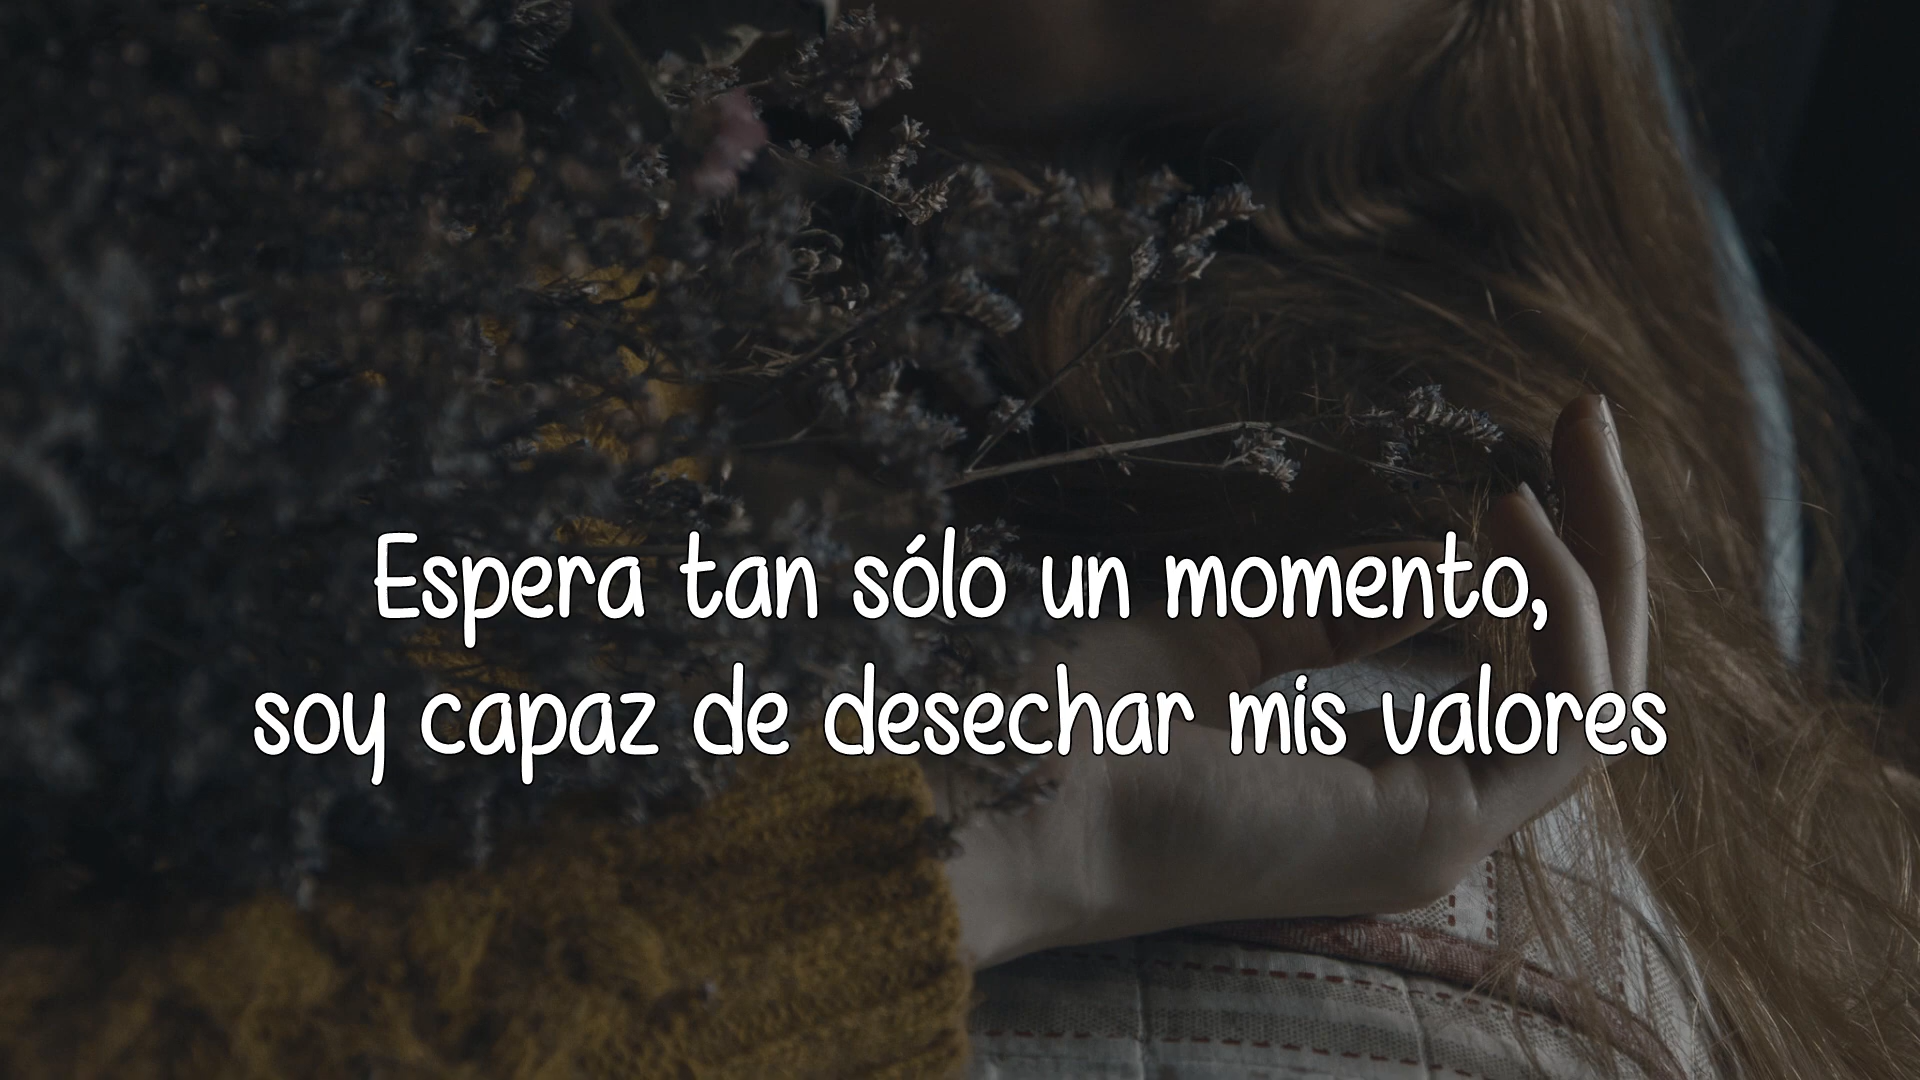 Espera tan sólo un momento,
soy capaz de desechar mis valores